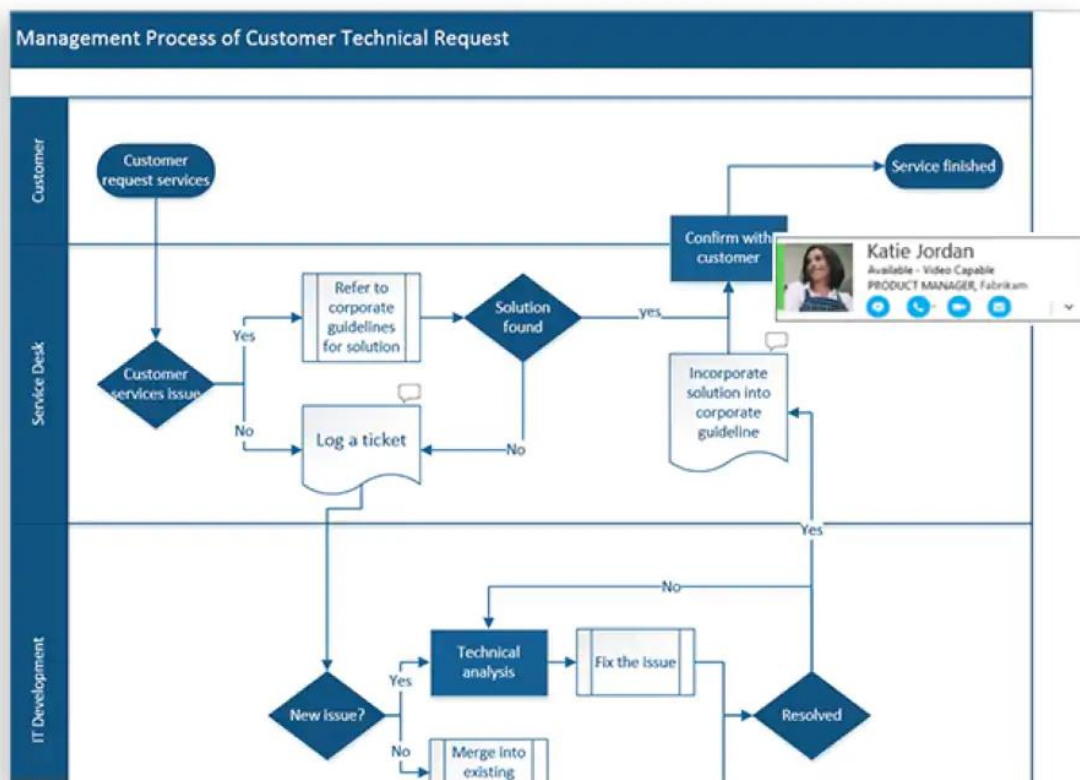 Management Process of Customer Technical Request
Customer
Customer
request services
Service finished
Confirm with
customer
Katie Jordan
Available - Video Capable
PRODUCT MANAGER, Fabrikam
Service Desk
Refer to
corporate
guidelines
for solution
Solution
found
yes
Yes
Customer
services issue
No
Log a ticket
No
Incorporate
solution into
corporate
guideline
Yes
IT Development
No
Technical
analysis
Fix the issue
Yes
New issue?
Resolved
No
Merge into
existing